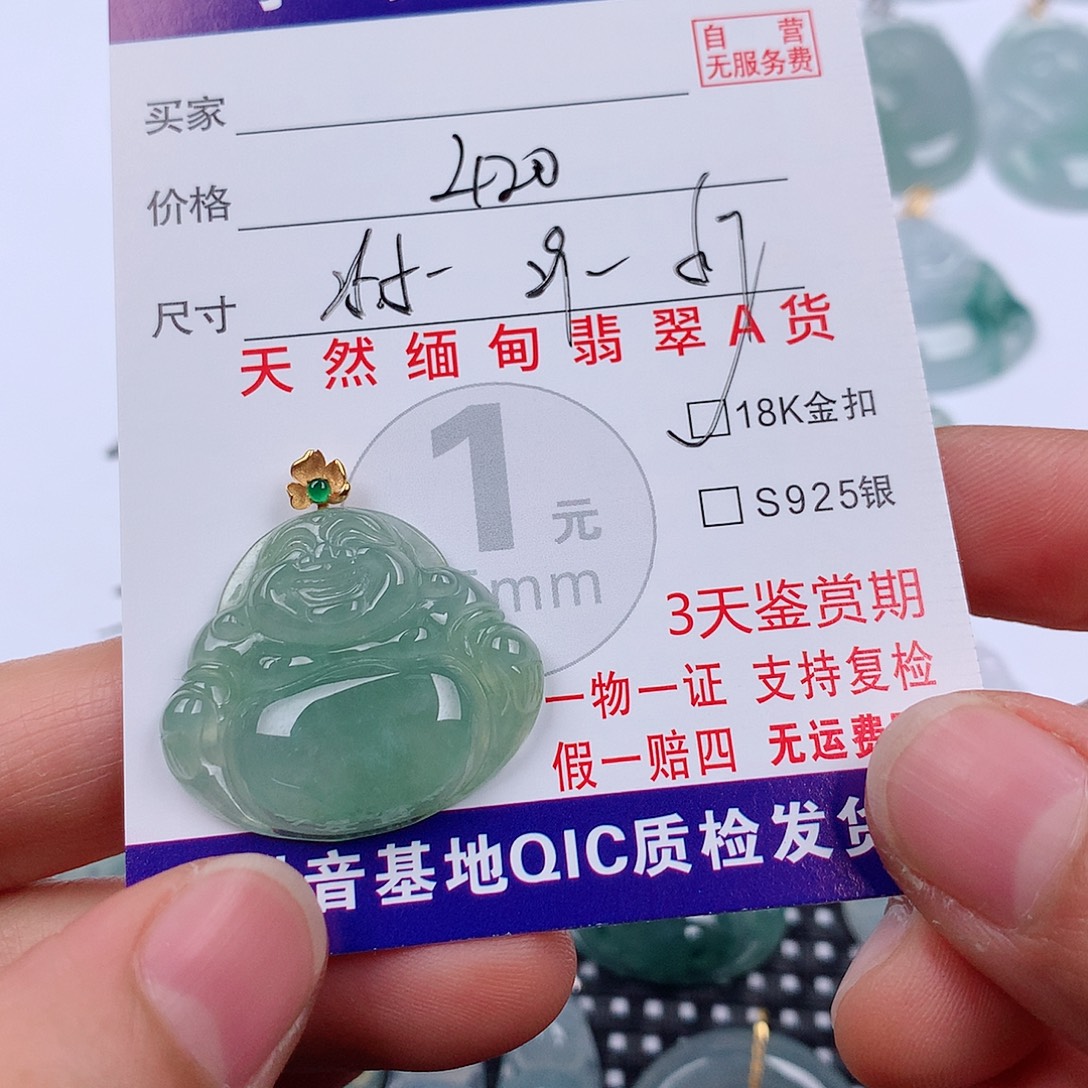 自营
无服务费
买家
价格 420
尺寸
天然缅甸翡翠A货
18K金扣
1元
S925银
mm
3天鉴赏期
一物一证 支持复检
假一赔四 无运费
音基地QIC质检发货